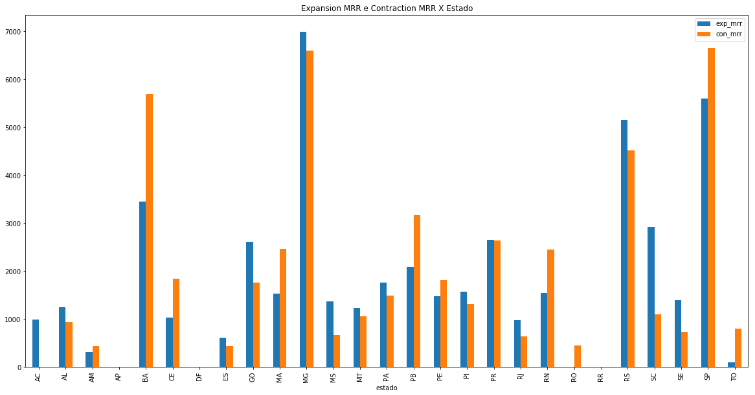 Expansion MRR e Contraction MRR X Estado
exp_mrr
con_mrr
7000
6000
5000
4000
3000
2000
1000
0
AC AL AM AP BA CE DF ES GO MA MG MS MT PA PB PE PI PR RJ RN RO RR RS SC SE SP TO
estado